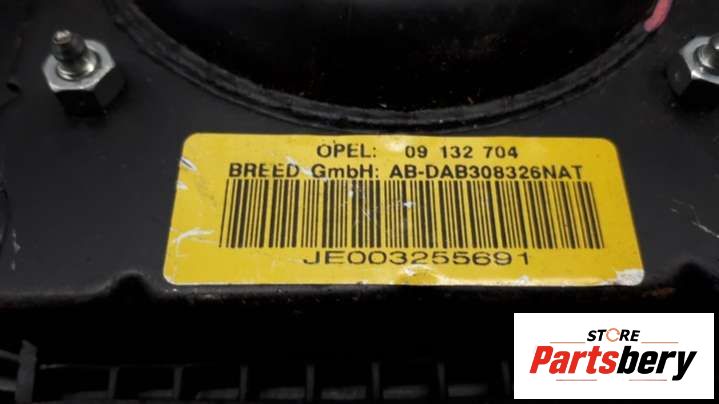 OPEL: 09 132 704
BREED GmbH: AB-DAB308326NAT
JE003255691
STORE
Partsbery